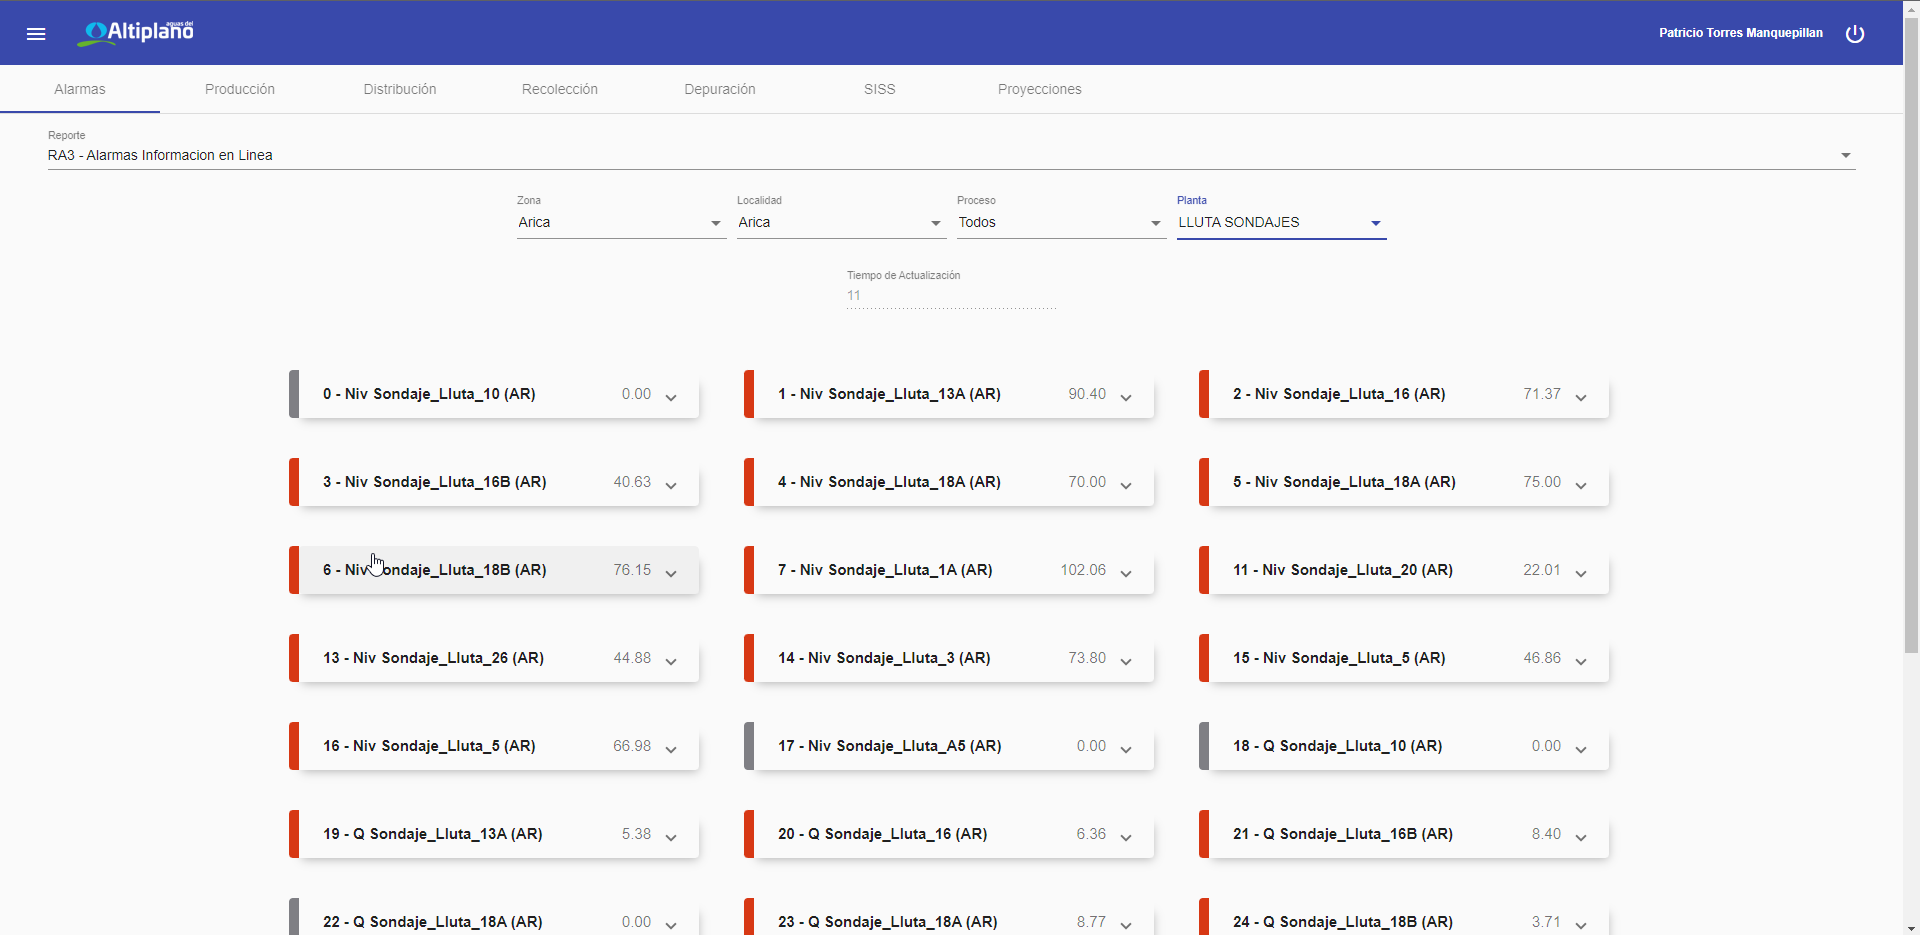 aguas del
Altiplano
Patricio Torres Manquepillan
Alarmas Producción Distribución Recolección Depuración SISS Proyecciones
Reporte
RA3 - Alarmas Informacion en Linea
Zona Localidad Proceso Planta
Arica Arica Todos LLUTA SONDAJES
Tiempo de Actualización
11
0 - Niv Sondaje_Lluta_10 (AR) 0.00 1 - Niv Sondaje_Lluta_13A (AR) 90.40 2 - Niv Sondaje_Lluta_16 (AR) 71.37
3 - Niv Sondaje_Lluta_16B (AR) 40.63 4 - Niv Sondaje_Lluta_18A (AR) 70.00 5 - Niv Sondaje_Lluta_18A (AR) 75.00
6 - Niv Sondaje_Lluta_18B (AR) 76.15 7 - Niv Sondaje_Lluta_1A (AR) 102.06 11 - Niv Sondaje_Lluta_20 (AR) 22.01
13 - Niv Sondaje_Lluta_26 (AR) 44.88 14 - Niv Sondaje_Lluta_3 (AR) 73.80 15 - Niv Sondaje_Lluta_5 (AR) 46.86
16 - Niv Sondaje_Lluta_5 (AR) 66.98 17 - Niv Sondaje_Lluta_A5 (AR) 0.00 18 - Q Sondaje_Lluta_10 (AR) 0.00
19 - Q Sondaje_Lluta_13A (AR) 5.38 20 - Q Sondaje_Lluta_16 (AR) 6.36 21 - Q Sondaje_Lluta_16B (AR) 8.40
22 - Q Sondaje_Lluta_18A (AR) 0.00 23 - Q Sondaje_Lluta_18A (AR) 8.77 24 - Q Sondaje_Lluta_18B (AR) 3.71